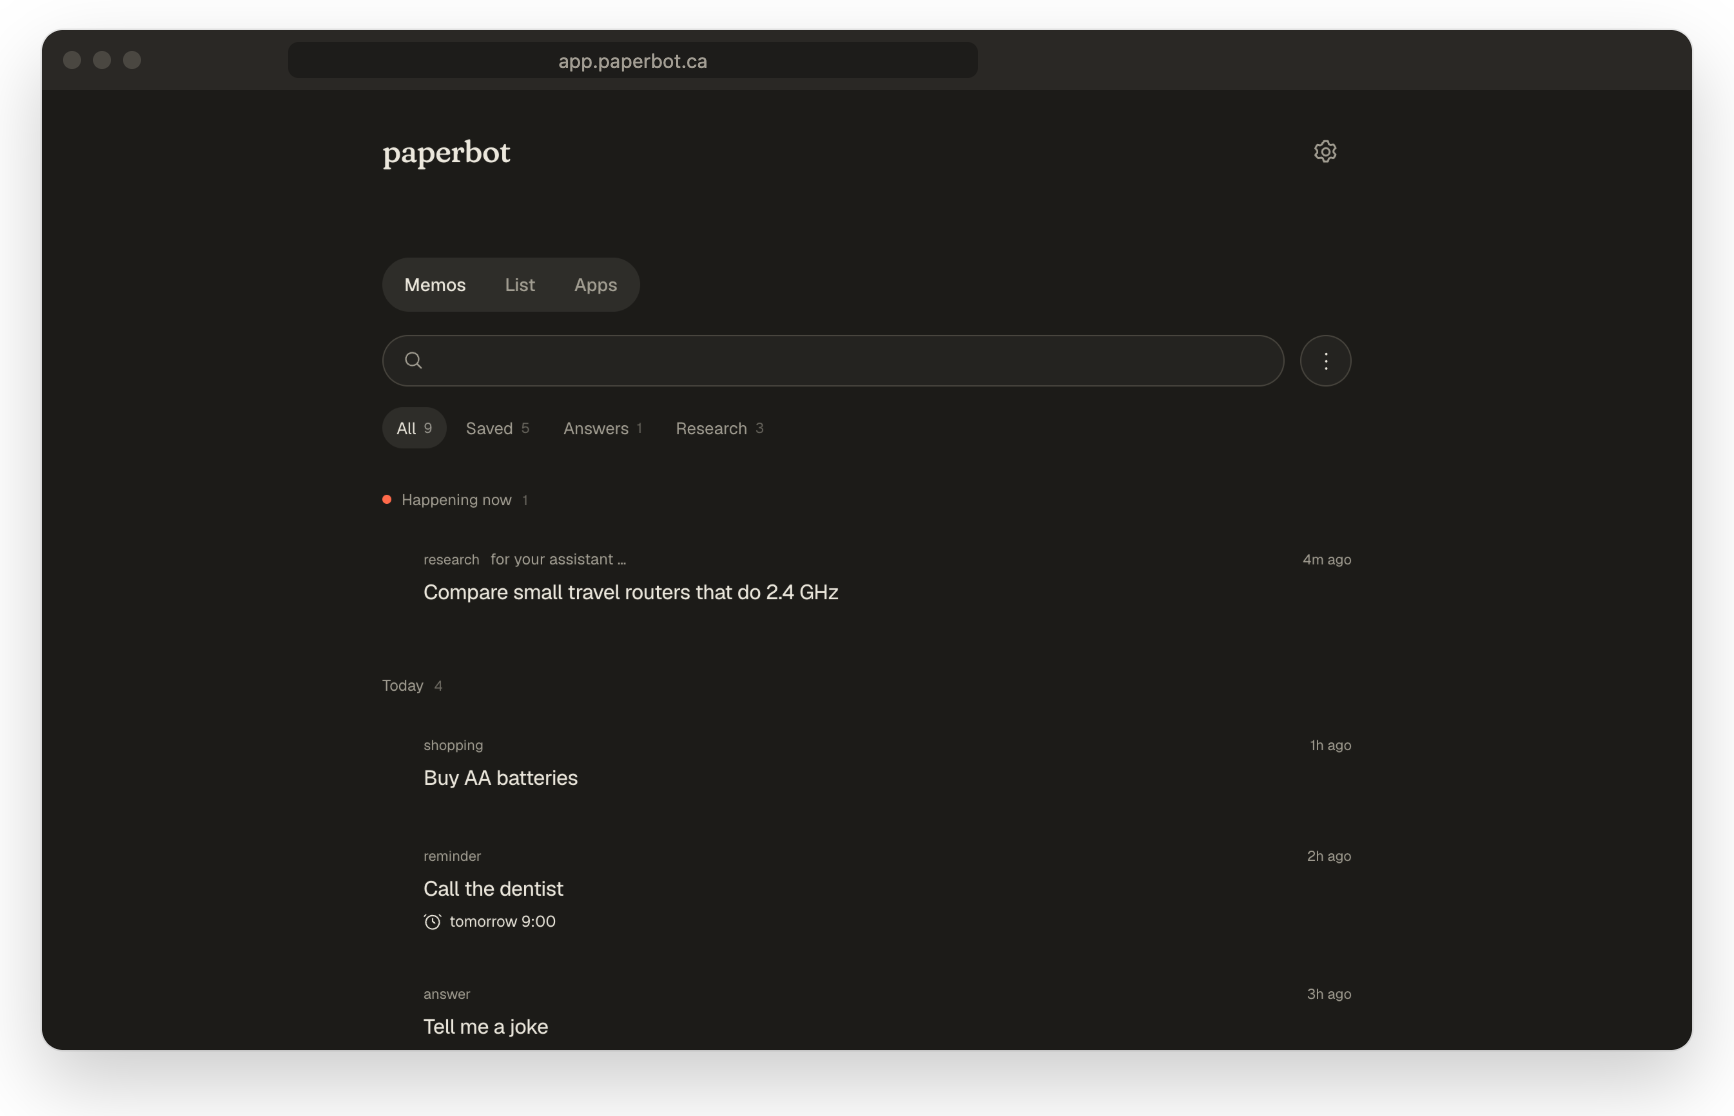 app.paperbot.ca
paperbot
Memos List Apps
All 9 Saved 5 Answers 1 Research 3
Happening now 1
research for your assistant ... 4m ago
Compare small travel routers that do 2.4 GHz
Today 4
shopping 1h ago
Buy AA batteries
reminder 2h ago
Call the dentist
tomorrow 9:00
answer 3h ago
Tell me a joke